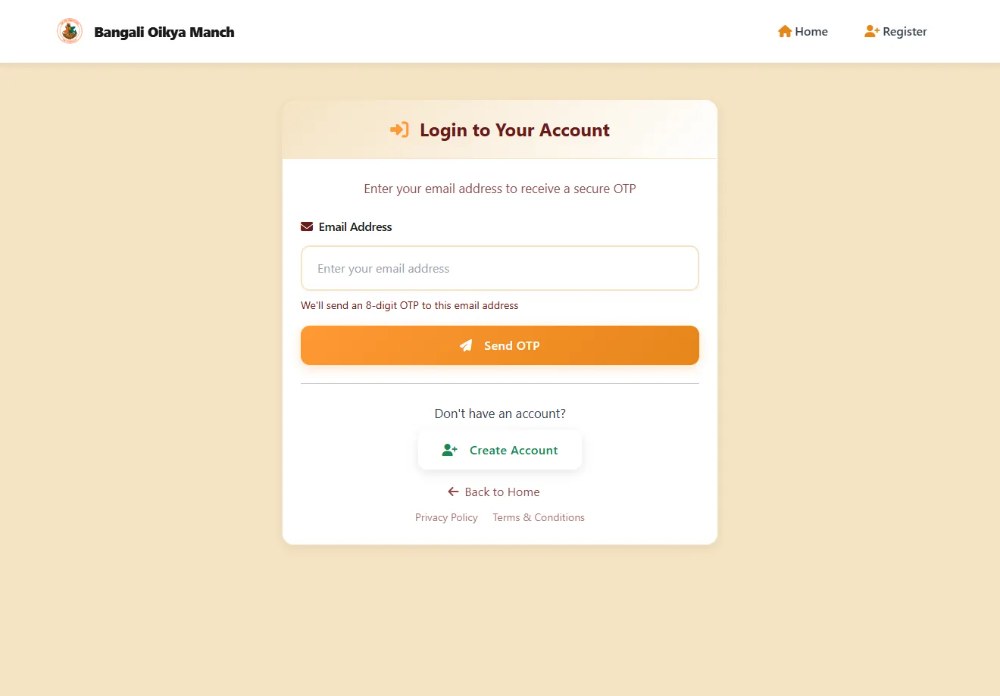 Bangali Oikya Manch
Home
Register
Login to Your Account
Enter your email address to receive a secure OTP
Email Address
Enter your email address
We'll send an 8-digit OTP to this email address
Send OTP
Don't have an account?
Create Account
Back to Home
Privacy Policy Terms & Conditions